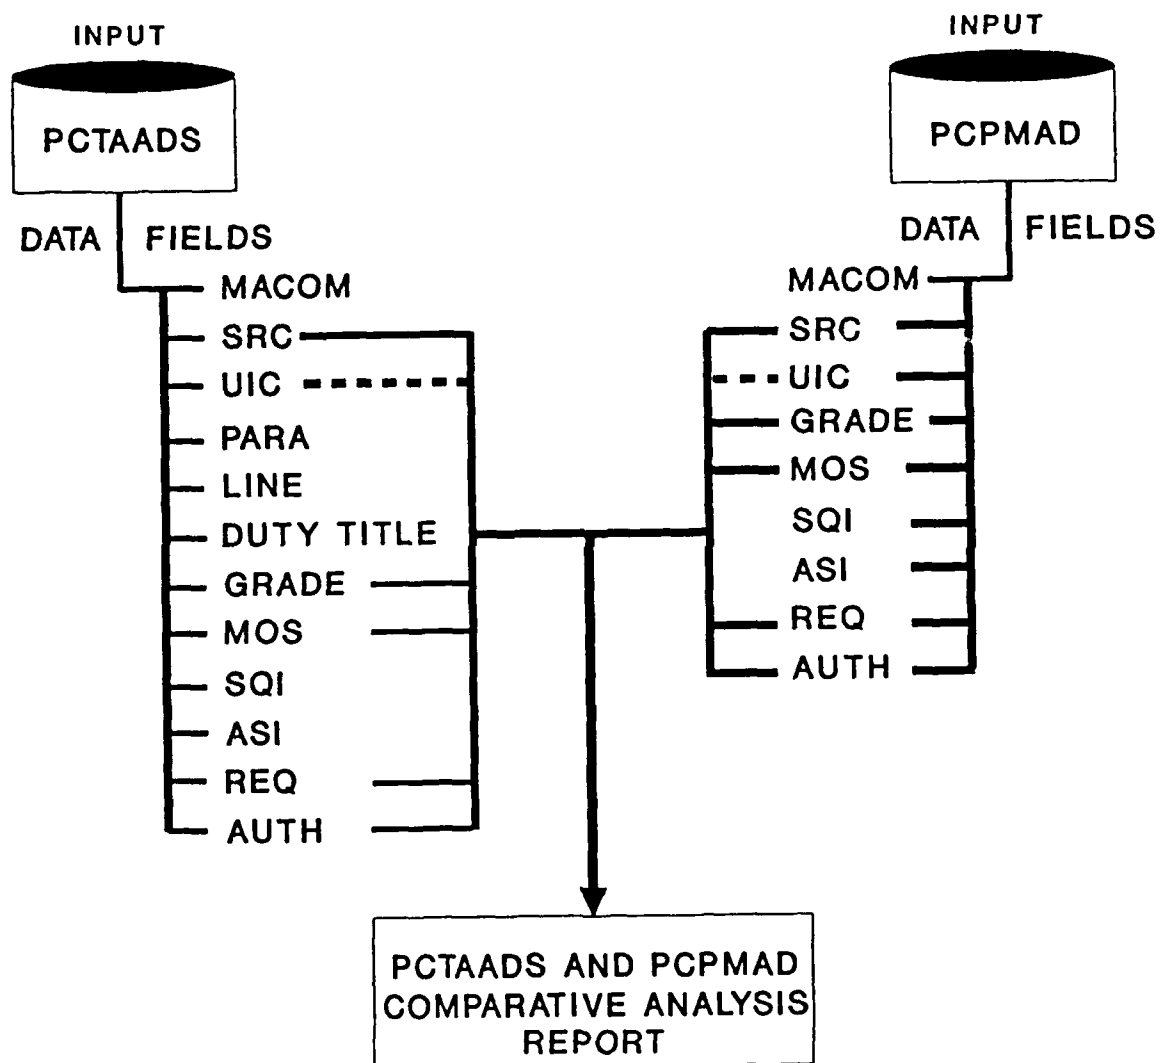 INPUT
PCTAADS
DATA FIELDS
MACOM
SRC
UIC
PARA
LINE
DUTY TITLE
GRADE
MOS
SQI
ASI
REQ
AUTH
INPUT
PCPMAD
DATA FIELDS
MACOM
SRC
UIC
GRADE
MOS
SQI
ASI
REQ
AUTH
PCTAADS AND PCPMAD
COMPARATIVE ANALYSIS
REPORT